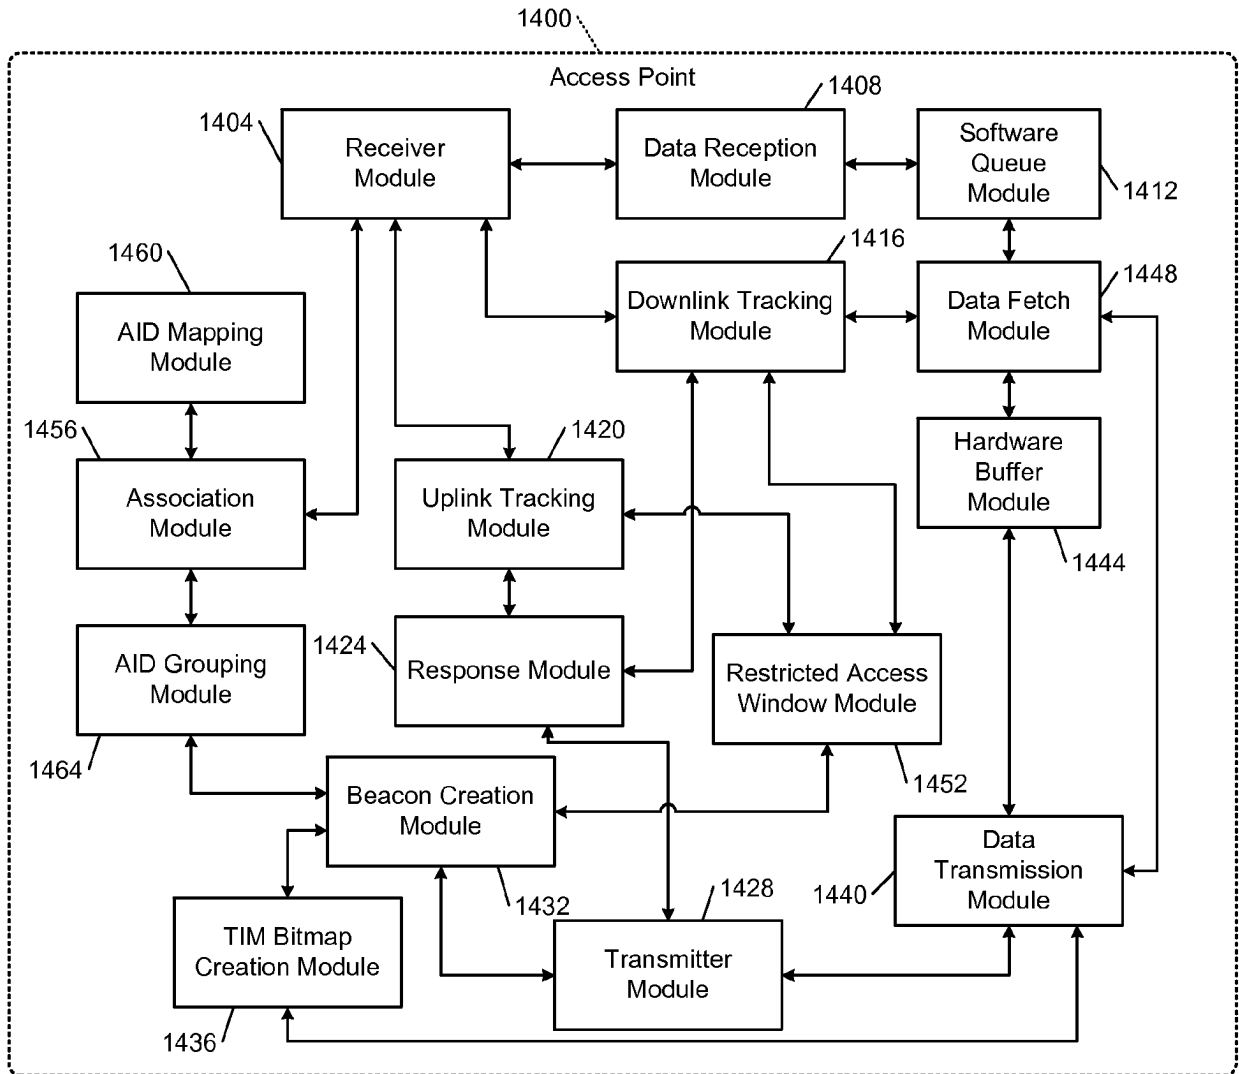 1400
Access Point
1404
Receiver
Module
1408
Data Reception
Module
Software
Queue
Module
1412
1416
1460
AID Mapping
Module
Downlink Tracking
Module
Data Fetch
Module
1448
1456
Association
Module
1420
Uplink Tracking
Module
Hardware
Buffer
Module
1444
AID Grouping
Module
1464
1424
Response Module
Restricted Access
Window Module
1452
Beacon Creation
Module
1432
1428
Data
Transmission
Module
1440
TIM Bitmap
Creation Module
1436
Transmitter
Module